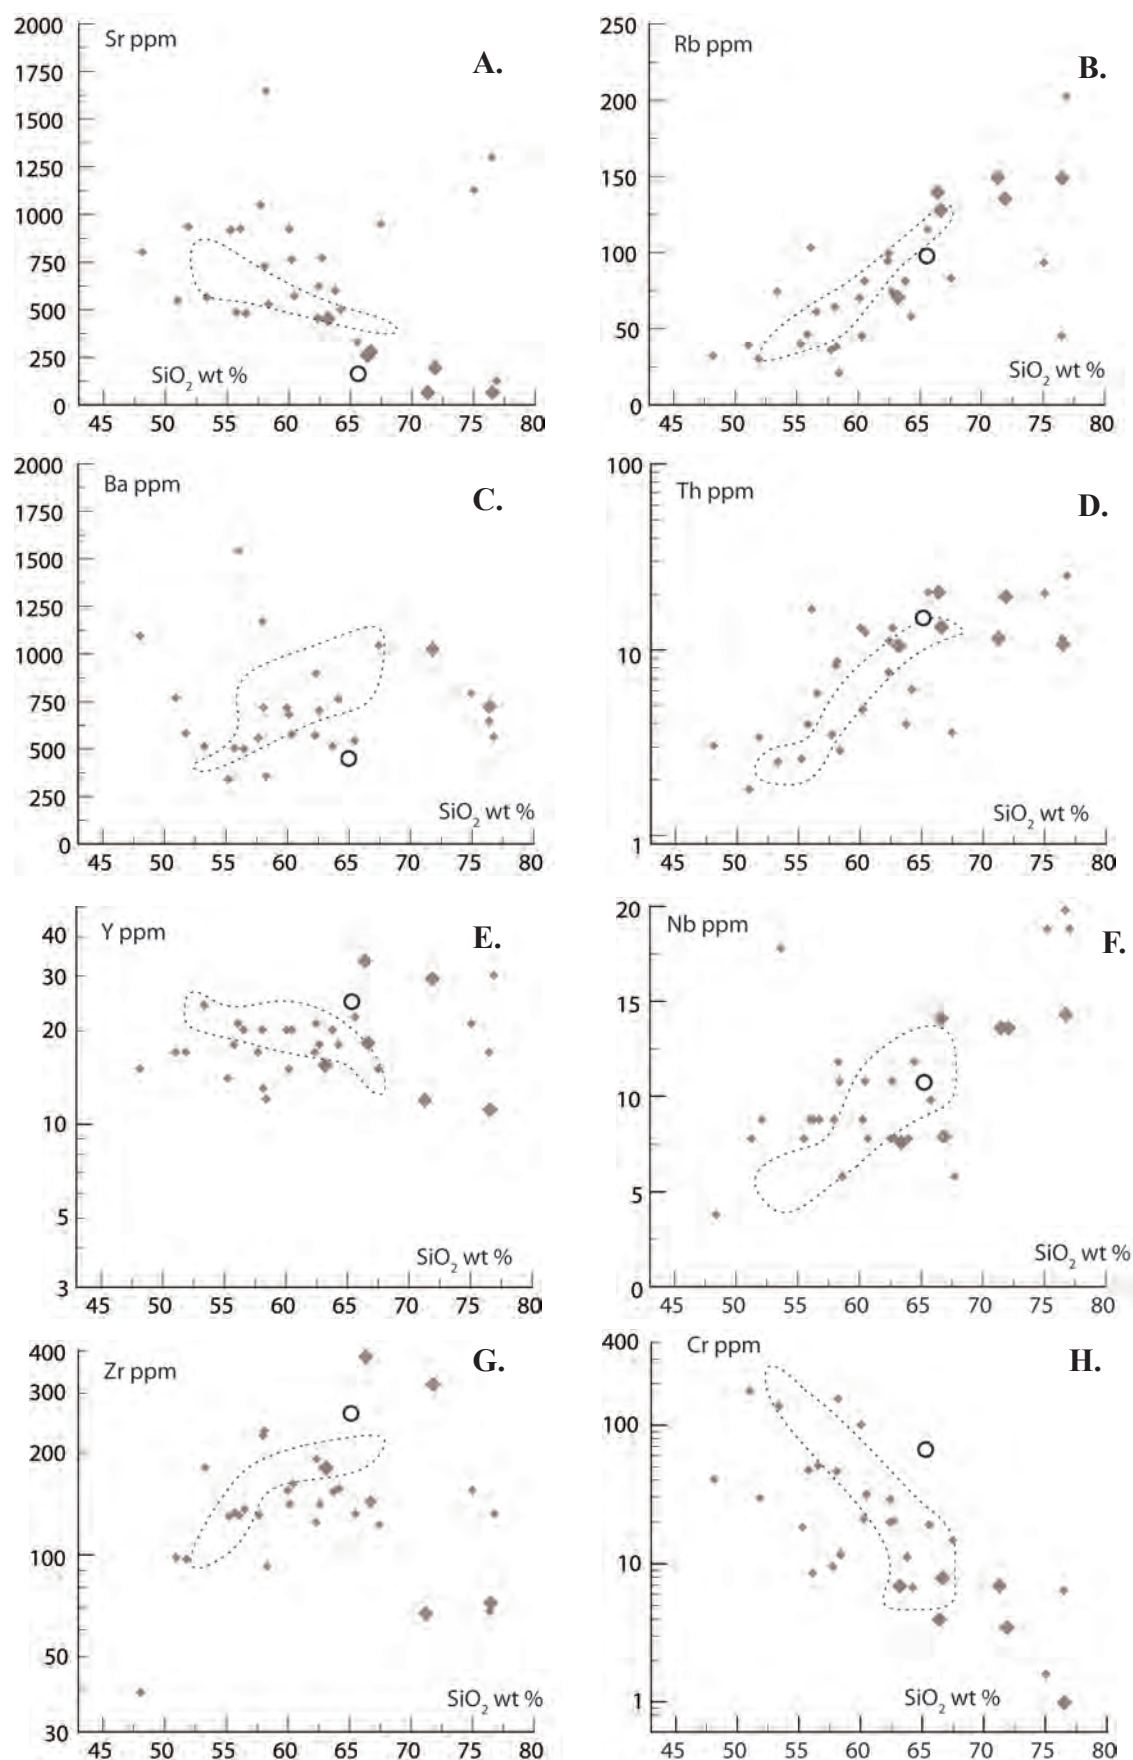 2000
1750
1500
1250
1000
750
500
250
0
Sr ppm
A.
SiO2 wt %
45 50 55 60 65 70 75 80
250
200
150
100
50
0
Rb ppm
B.
SiO2 wt %
45 50 55 60 65 70 75 80
2000
1750
1500
1250
1000
750
500
250
0
Ba ppm
C.
SiO2 wt %
45 50 55 60 65 70 75 80
100
10
1
Th ppm
D.
SiO2 wt %
45 50 55 60 65 70 75 80
40
30
20
10
5
3
Y ppm
E.
SiO2 wt %
45 50 55 60 65 70 75 80
20
15
10
5
0
Nb ppm
F.
SiO2 wt %
45 50 55 60 65 70 75 80
400
300
200
100
50
30
Zr ppm
G.
SiO2 wt %
45 50 55 60 65 70 75 80
400
100
10
1
Cr ppm
H.
SiO2 wt %
45 50 55 60 65 70 75 80